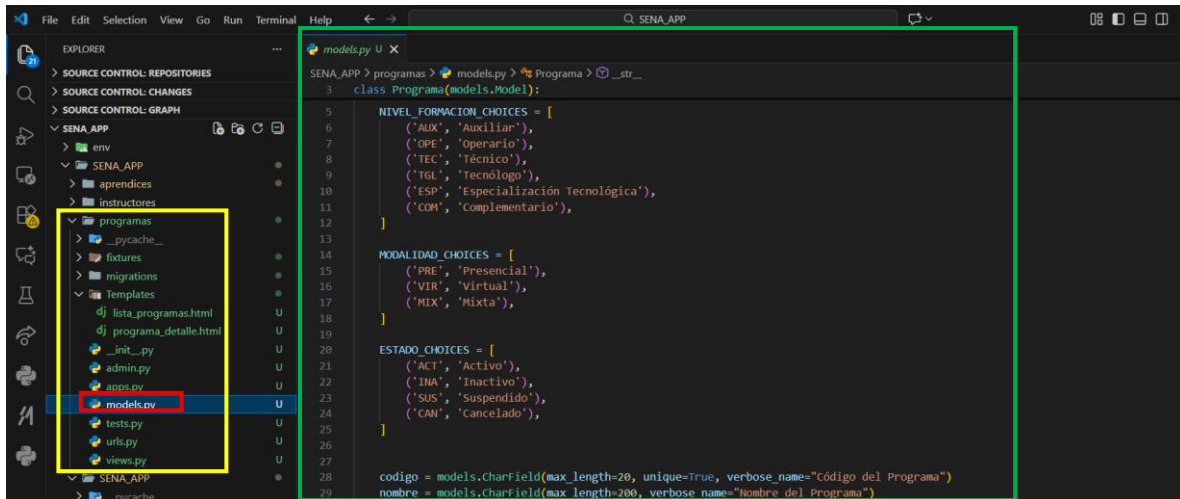 File Edit Selection View Go Run Terminal Help
SENA_APP
21
EXPLORER
SOURCE CONTROL: REPOSITORIES
SOURCE CONTROL: CHANGES
SOURCE CONTROL: GRAPH
SENA_APP
env
SENA_APP
aprendices
instructores
programas
__pycache__
fixtures
migrations
Templates
dj lista_programas.html U
dj programa_detalle.html U
__init__.py U
admin.py U
apps.py U
models.py U
tests.py U
urls.py U
views.py U
SENA_APP
__pycache__
models.py U
SENA_APP > programas > models.py > Programa > __str__
3 class Programa(models.Model):
5 NIVEL_FORMACION_CHOICES = [
6 ('AUX', 'Auxiliar'),
7 ('OPE', 'Operario'),
8 ('TEC', 'Técnico'),
9 ('TGL', 'Tecnólogo'),
10 ('ESP', 'Especialización Tecnológica'),
11 ('COM', 'Complementario'),
12 ]
13
14 MODALIDAD_CHOICES = [
15 ('PRE', 'Presencial'),
16 ('VIR', 'Virtual'),
17 ('MIX', 'Mixta'),
18 ]
19
20 ESTADO_CHOICES = [
21 ('ACT', 'Activo'),
22 ('INA', 'Inactivo'),
23 ('SUS', 'Suspendido'),
24 ('CAN', 'Cancelado'),
25 ]
26
27
28 codigo = models.CharField(max_length=20, unique=True, verbose_name="Código del Programa")
29 nombre = models.CharField(max_length=200, verbose_name="Nombre del Programa")